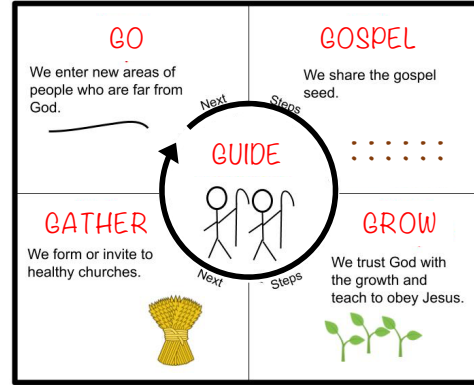 GO
We enter new areas of
people who are far from
God.
GOSPEL
We share the gospel
seed.
Next Steps
GUIDE
GATHER
We form or invite to
healthy churches.
GROW
We trust God with
the growth and
teach to obey Jesus.
Next Steps